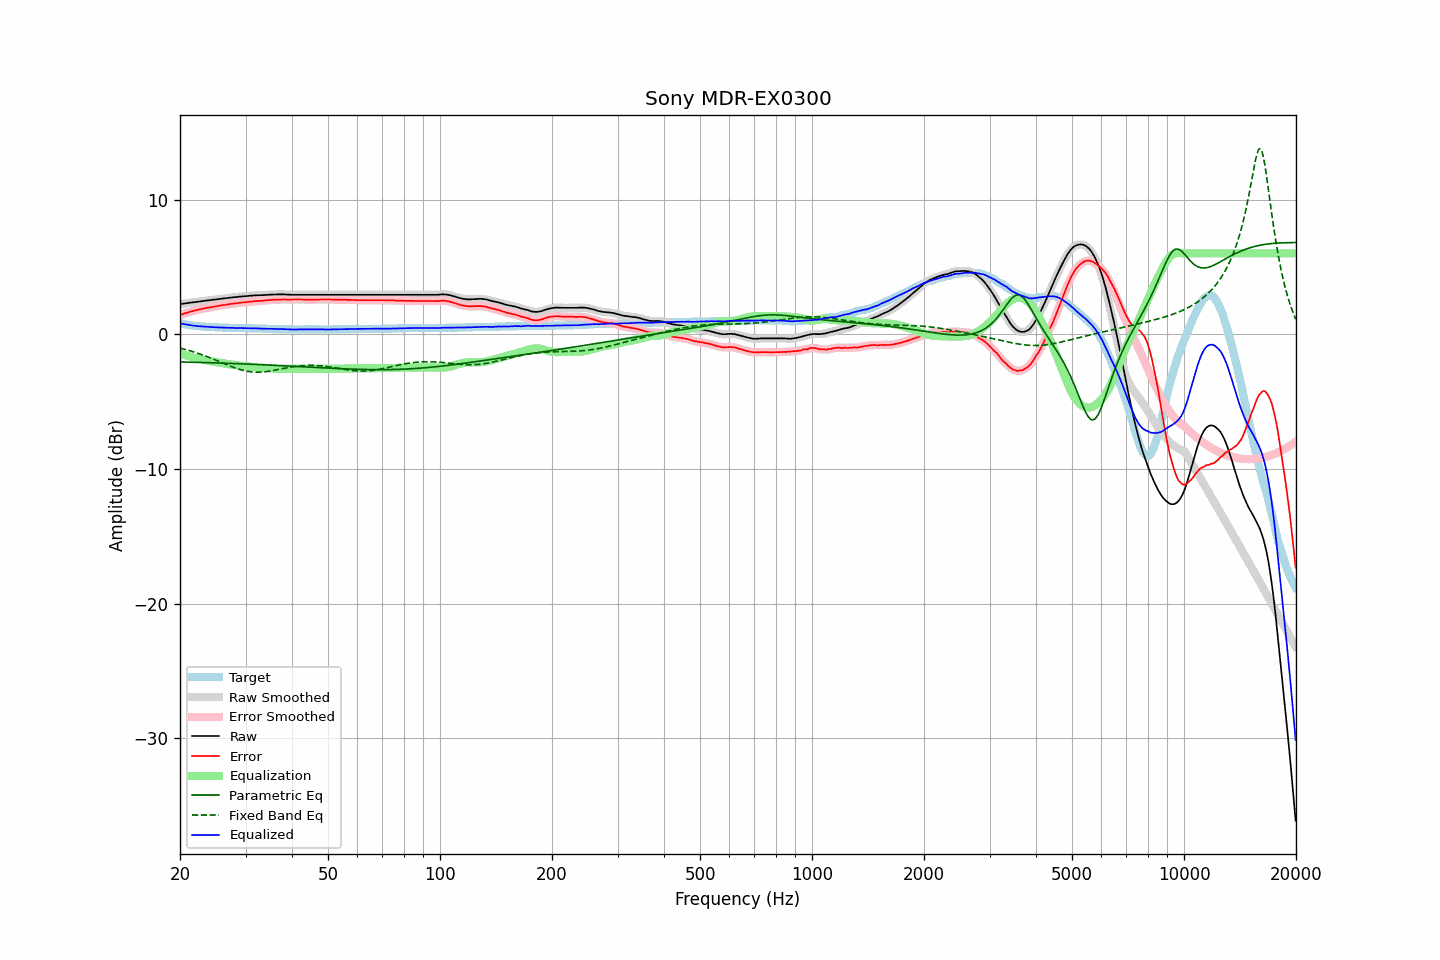 Sony MDR-EX0300
Amplitude (dBr)
10
0
−10
−20
−30
Target
Raw Smoothed
Error Smoothed
Raw
Error
Equalization
Parametric Eq
Fixed Band Eq
Equalized
20 50 100 200 500 1000 2000 5000 10000 20000
Frequency (Hz)